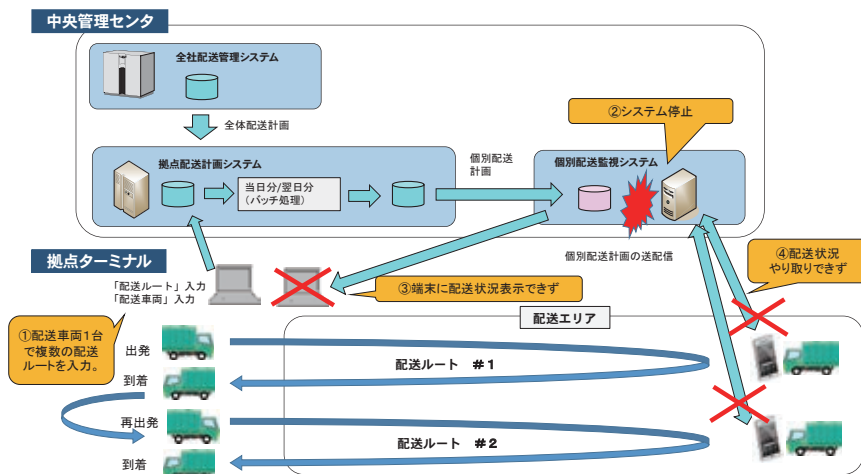 中央管理センタ
全社配送管理システム
全体配送計画
②システム停止
拠点配送計画システム
当日分/翌日分
(バッチ処理)
個別配送
計画
個別配送監視システム
個別配送計画の送配信
拠点ターミナル
「配送ルート」入力
「配送車両」入力
③端末に配送状況表示できず
④配送状況
やり取りできず
配送エリア
①配送車両1台
で複数の配送
ルートを入力。
出発
配送ルート #1
到着
再出発
配送ルート #2
到着